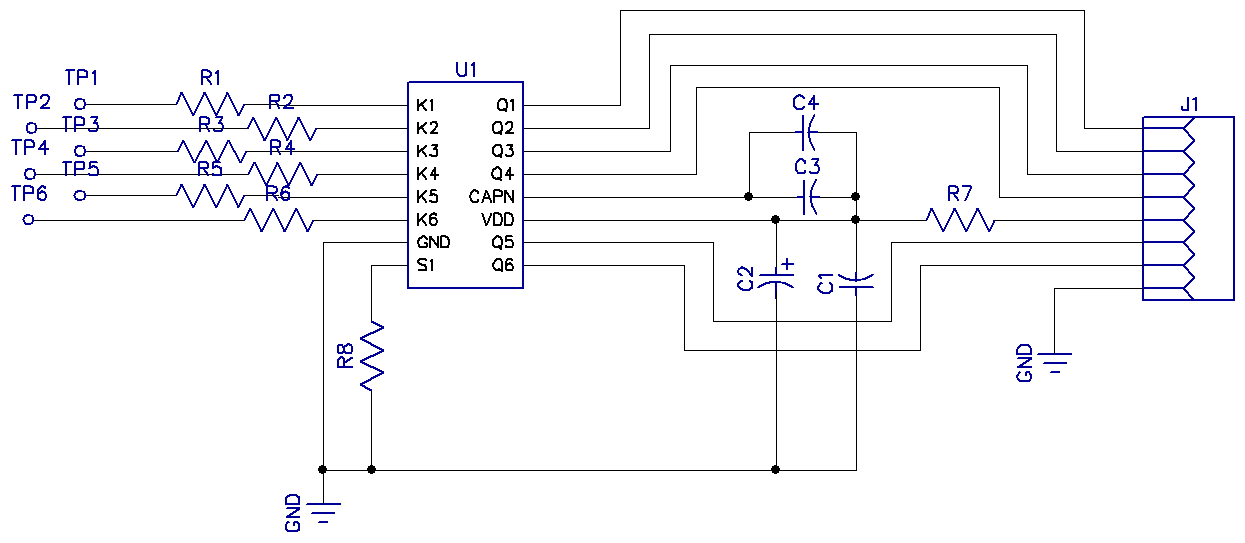 U1
TP1 R1
TP2 R2
TP3 R3
TP4 R4
TP5 R5
TP6 R6
K1 Q1
K2 Q2
K3 Q3
K4 Q4
K5 CAPN
K6 VDD
GND Q5
S1 Q6
C4
C3
C2 +
C1
R7
R8
J1
GND
GND